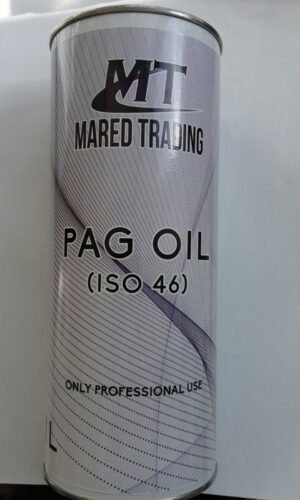 MT
MARED TRADING
PAG OIL
(ISO 46)
ONLY PROFESSIONAL USE
L